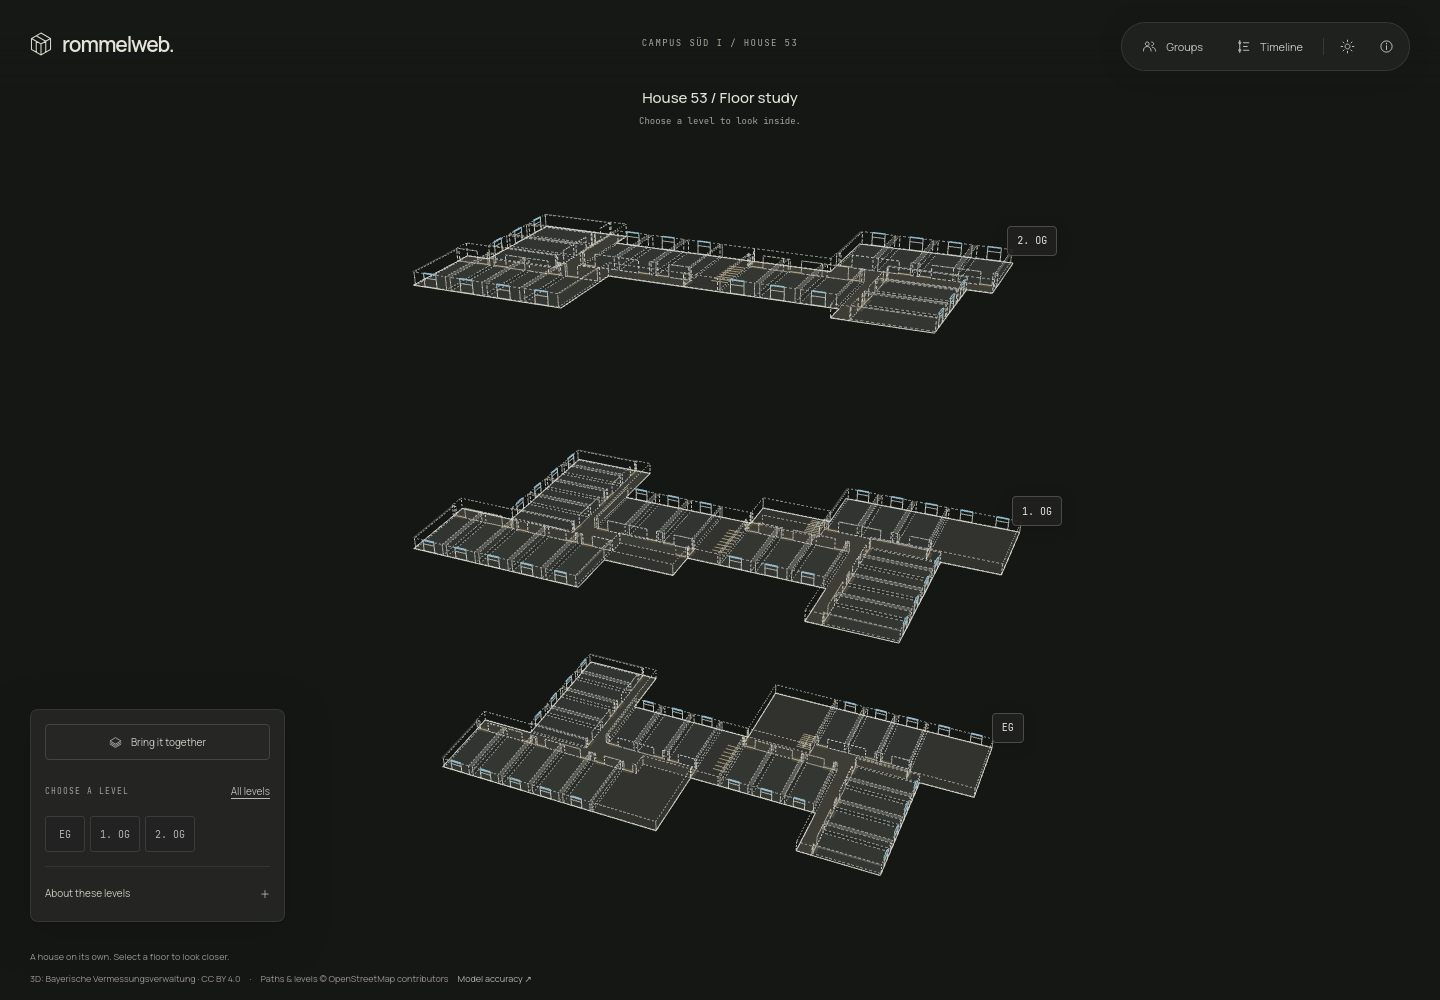 rommelweb.
CAMPUS SÜD I / HOUSE 53
Groups
Timeline
House 53 / Floor study
Choose a level to look inside.
2. OG
1. OG
EG
Bring it together
CHOOSE A LEVEL
All levels
EG
1. OG
2. OG
About these levels
+
A house on its own. Select a floor to look closer.
3D: Bayerische Vermessungsverwaltung · CC BY 4.0 · Paths & levels © OpenStreetMap contributors Model accuracy ↗